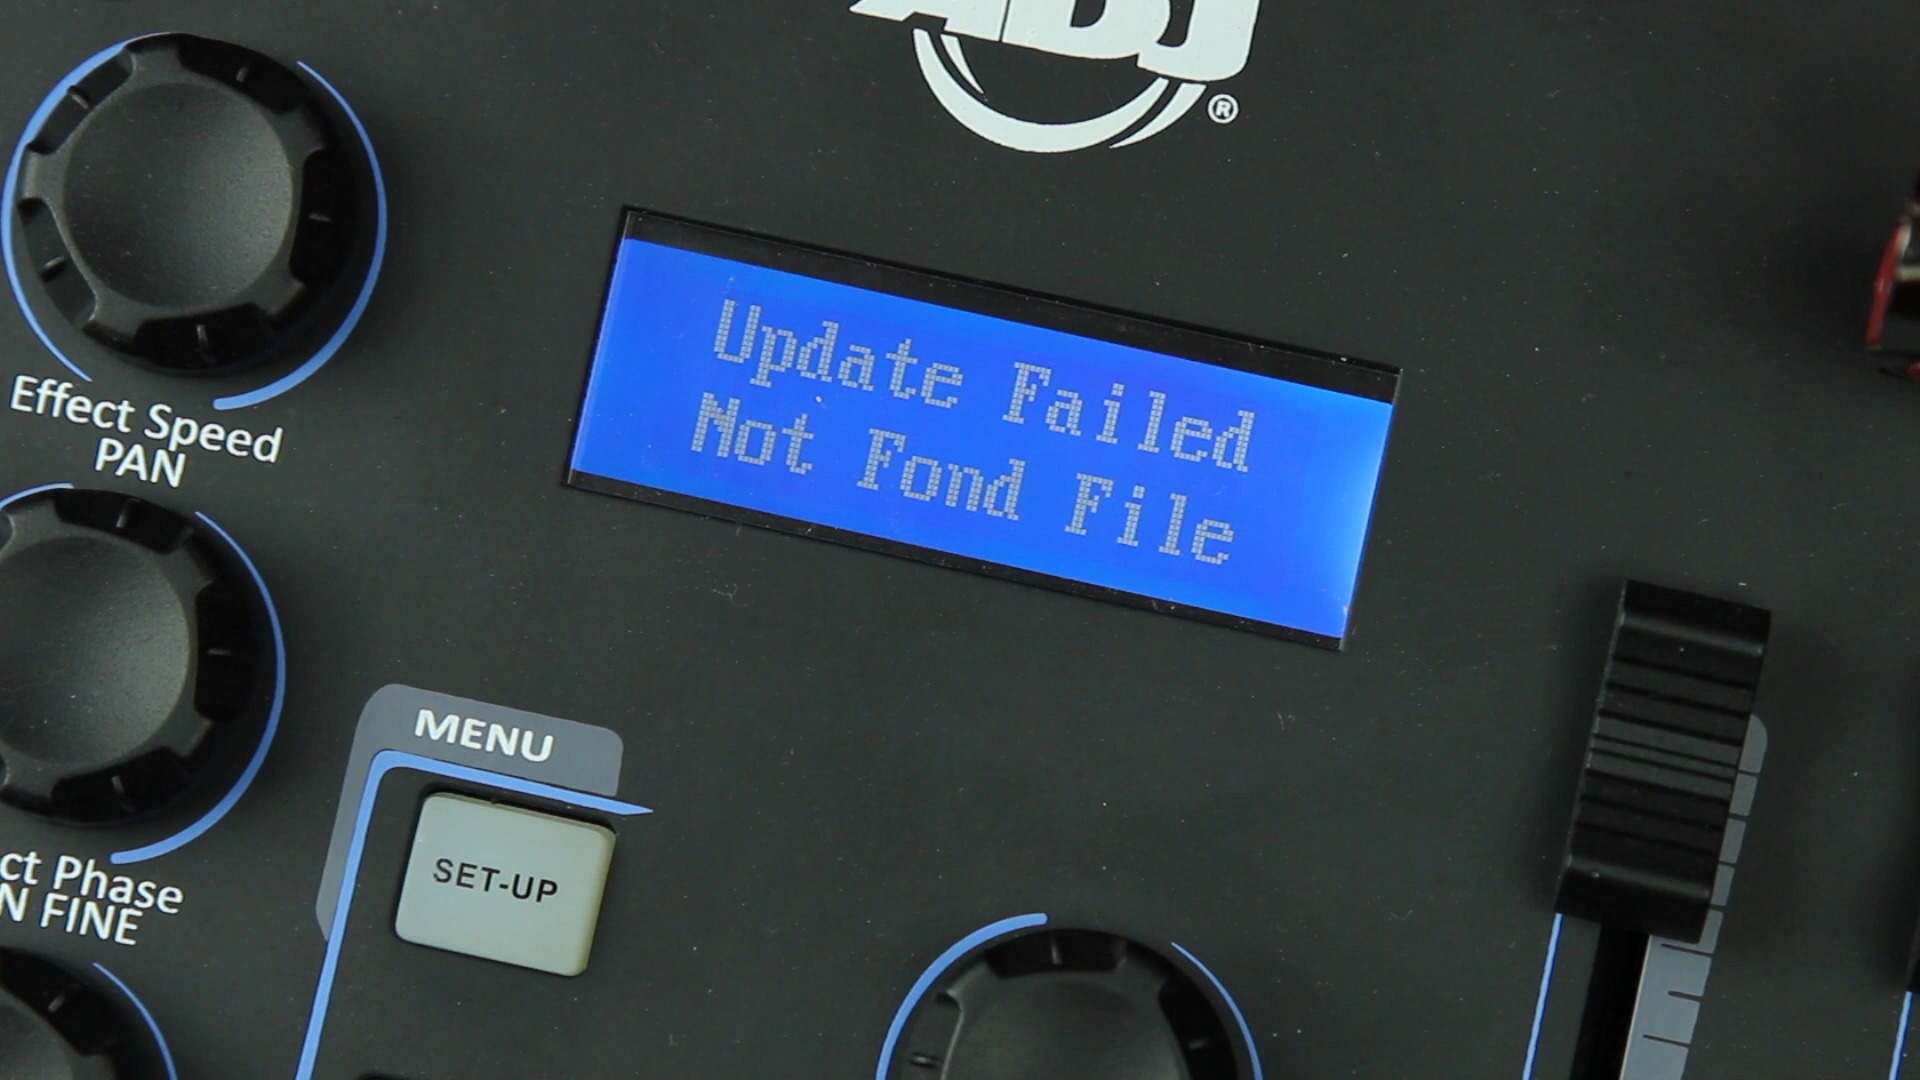 ADJ
®
Update Failed
Not Fond File
Effect Speed
PAN
MENU
SET-UP
ct Phase
N FINE